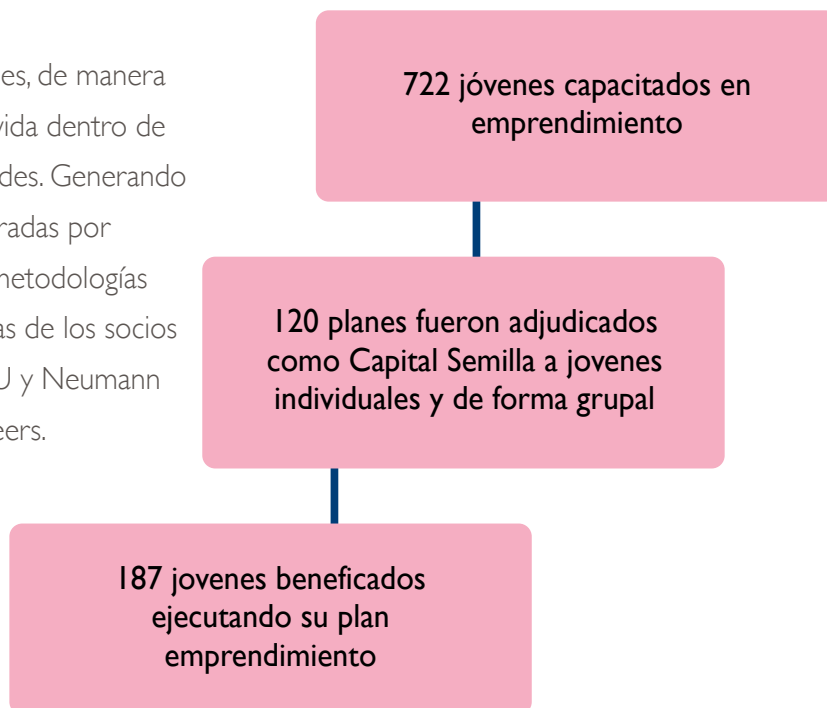 es, de manera
vida dentro de
des. Generando
radas por
metodologías
as de los socios
y Neumann
eers.
722 jóvenes capacitados en
emprendimiento
120 planes fueron adjudicados
como Capital Semilla a jovenes
individuales y de forma grupal
187 jovenes beneficados
ejecutando su plan
emprendimiento